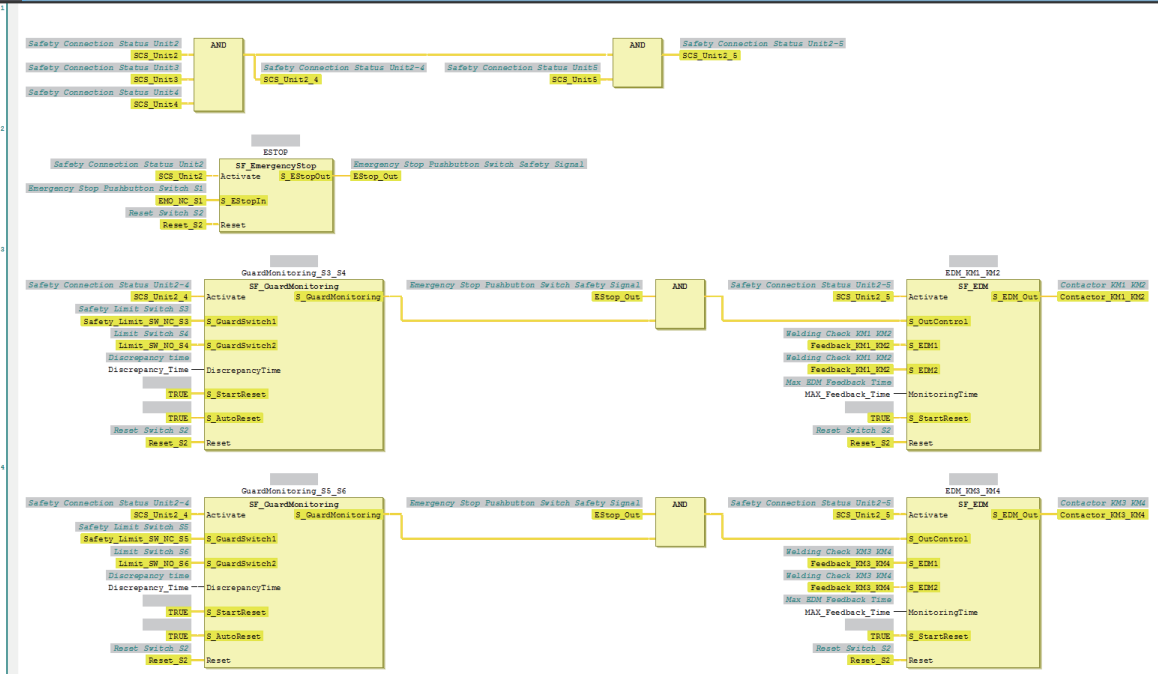 1
Safety Connection Status Unit2
AND
AND
Safety Connection Status Unit2-5
SCS_Unit2
SCS_Unit2_5
Safety Connection Status Unit3
Safety Connection Status Unit2-4
Safety Connection Status Unit5
SCS_Unit3
SCS_Unit2_4
SCS_Unit5
Safety Connection Status Unit4
SCS_Unit4
2
ESTOP
Safety Connection Status Unit2
SF_EmergencyStop
Emergency Stop Pushbutton Switch Safety Signal
SCS_Unit2
Activate
S_EStopOut
EStop_Out
Emergency Stop Pushbutton Switch S1
EMO_NC_S1
S_EStopIn
Reset Switch S2
Reset_S2
Reset
3
GuardMonitoring_S3_S4
EDM_KM1_KM2
Safety Connection Status Unit2-4
SF_GuardMonitoring
Emergency Stop Pushbutton Switch Safety Signal
AND
Safety Connection Status Unit2-5
SF_EDM
Contactor KM1 KM2
SCS_Unit2_4
Activate
S_GuardMonitoring
EStop_Out
SCS_Unit2_5
Activate
S_EDM_Out
Contactor_KM1_KM2
Safety Limit Switch S3
Safety_Limit_SW_NC_S3
S_GuardSwitch1
S_OutControl
Limit Switch S4
Welding Check KM1 KM2
Limit_SW_NO_S4
S_GuardSwitch2
Feedback_KM1_KM2
S_EDM1
Discrepancy time
Welding Check KM1 KM2
Discrepancy_Time
DiscrepancyTime
Feedback_KM1_KM2
S_EDM2
Max EDM Feedback Time
TRUE
S_StartReset
MAX_Feedback_Time
MonitoringTime
TRUE
S_AutoReset
TRUE
S_StartReset
Reset Switch S2
Reset Switch S2
Reset_S2
Reset
Reset_S2
Reset
4
GuardMonitoring_S5_S6
EDM_KM3_KM4
Safety Connection Status Unit2-4
SF_GuardMonitoring
Emergency Stop Pushbutton Switch Safety Signal
AND
Safety Connection Status Unit2-5
SF_EDM
Contactor KM3 KM4
SCS_Unit2_4
Activate
S_GuardMonitoring
EStop_Out
SCS_Unit2_5
Activate
S_EDM_Out
Contactor_KM3_KM4
Safety Limit Switch S5
Safety_Limit_SW_NC_S5
S_GuardSwitch1
S_OutControl
Limit Switch S6
Welding Check KM3 KM4
Limit_SW_NO_S6
S_GuardSwitch2
Feedback_KM3_KM4
S_EDM1
Discrepancy time
Welding Check KM3 KM4
Discrepancy_Time
DiscrepancyTime
Feedback_KM3_KM4
S_EDM2
Max EDM Feedback Time
TRUE
S_StartReset
MAX_Feedback_Time
MonitoringTime
TRUE
S_AutoReset
TRUE
S_StartReset
Reset Switch S2
Reset Switch S2
Reset_S2
Reset
Reset_S2
Reset